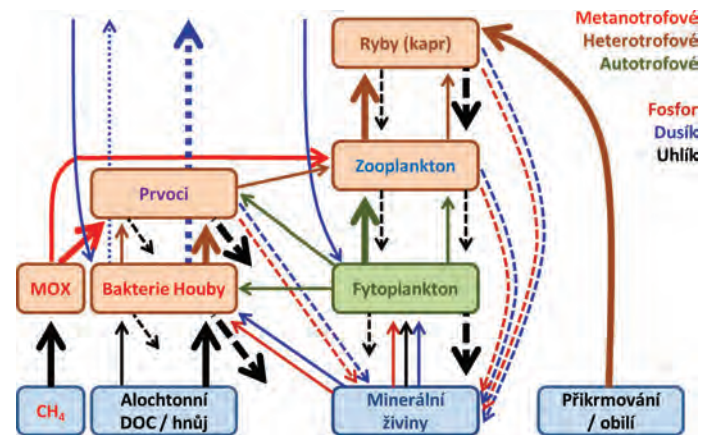 Metanotrofové
Heterotrofové
Autotrofové
Fosfor
Dusík
Uhlík
Ryby (kapr)
Zooplankton
Prvoci
MOX
Bakterie Houby
Fytoplankton
CH₄
Alochtonní
DOC / hnůj
Minerální
živiny
Přikrmování
/ obilí